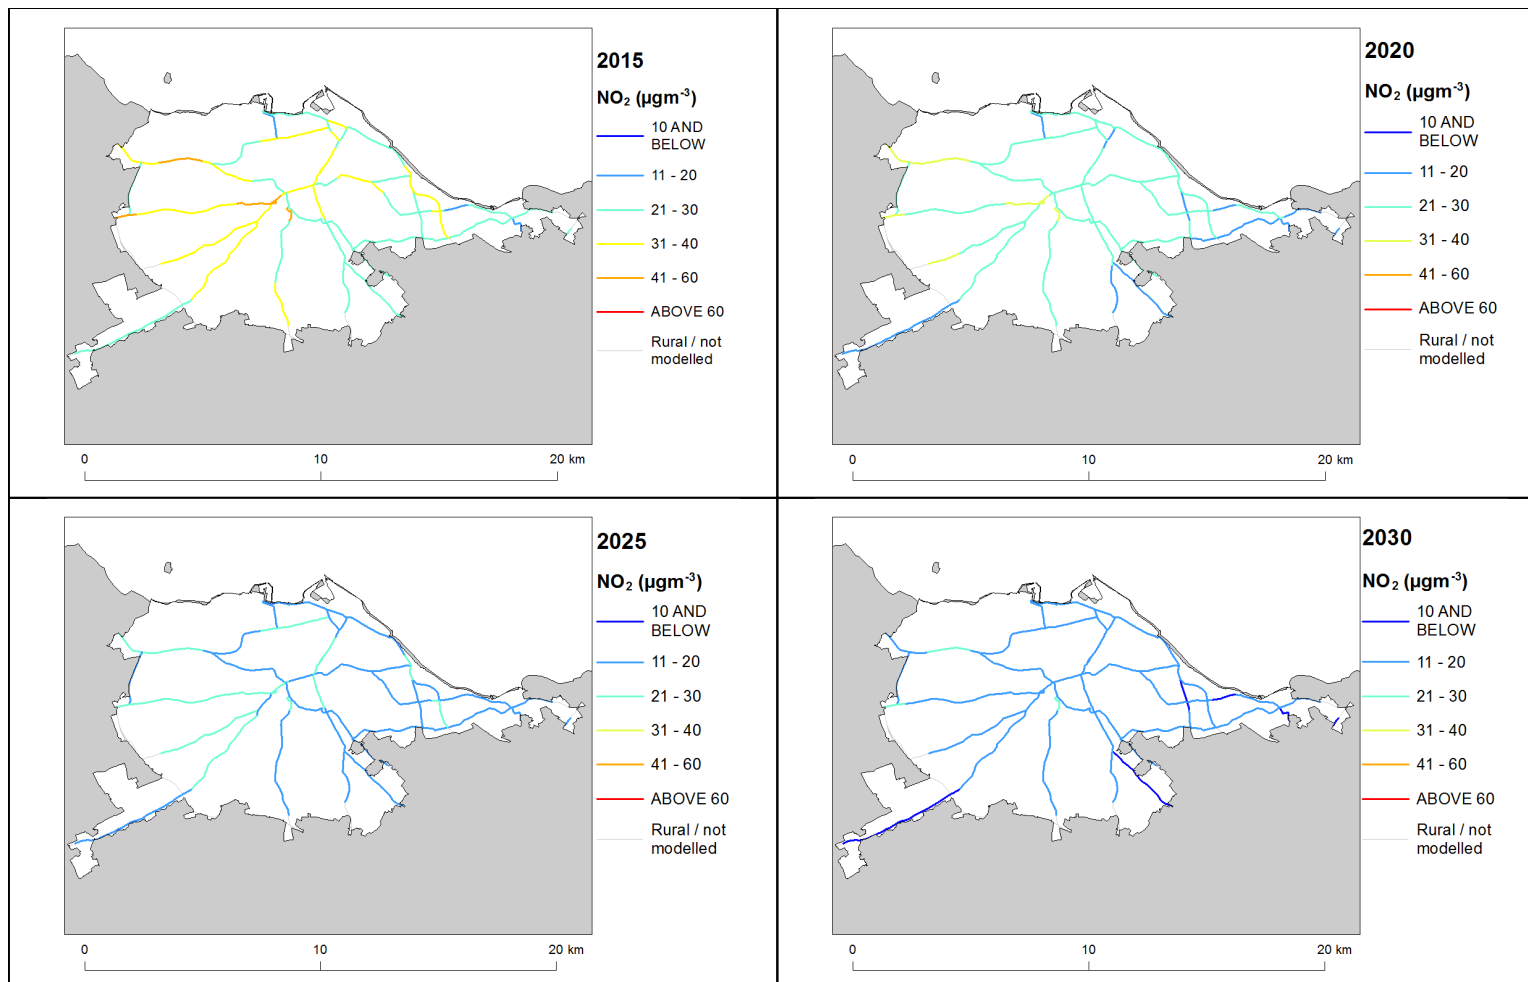 2015
NO₂ (µgm⁻³)
10 AND
BELOW
11 - 20
21 - 30
31 - 40
41 - 60
ABOVE 60
Rural / not
modelled
0 10 20 km
2020
NO₂ (µgm⁻³)
10 AND
BELOW
11 - 20
21 - 30
31 - 40
41 - 60
ABOVE 60
Rural / not
modelled
0 10 20 km
2025
NO₂ (µgm⁻³)
10 AND
BELOW
11 - 20
21 - 30
31 - 40
41 - 60
ABOVE 60
Rural / not
modelled
0 10 20 km
2030
NO₂ (µgm⁻³)
10 AND
BELOW
11 - 20
21 - 30
31 - 40
41 - 60
ABOVE 60
Rural / not
modelled
0 10 20 km